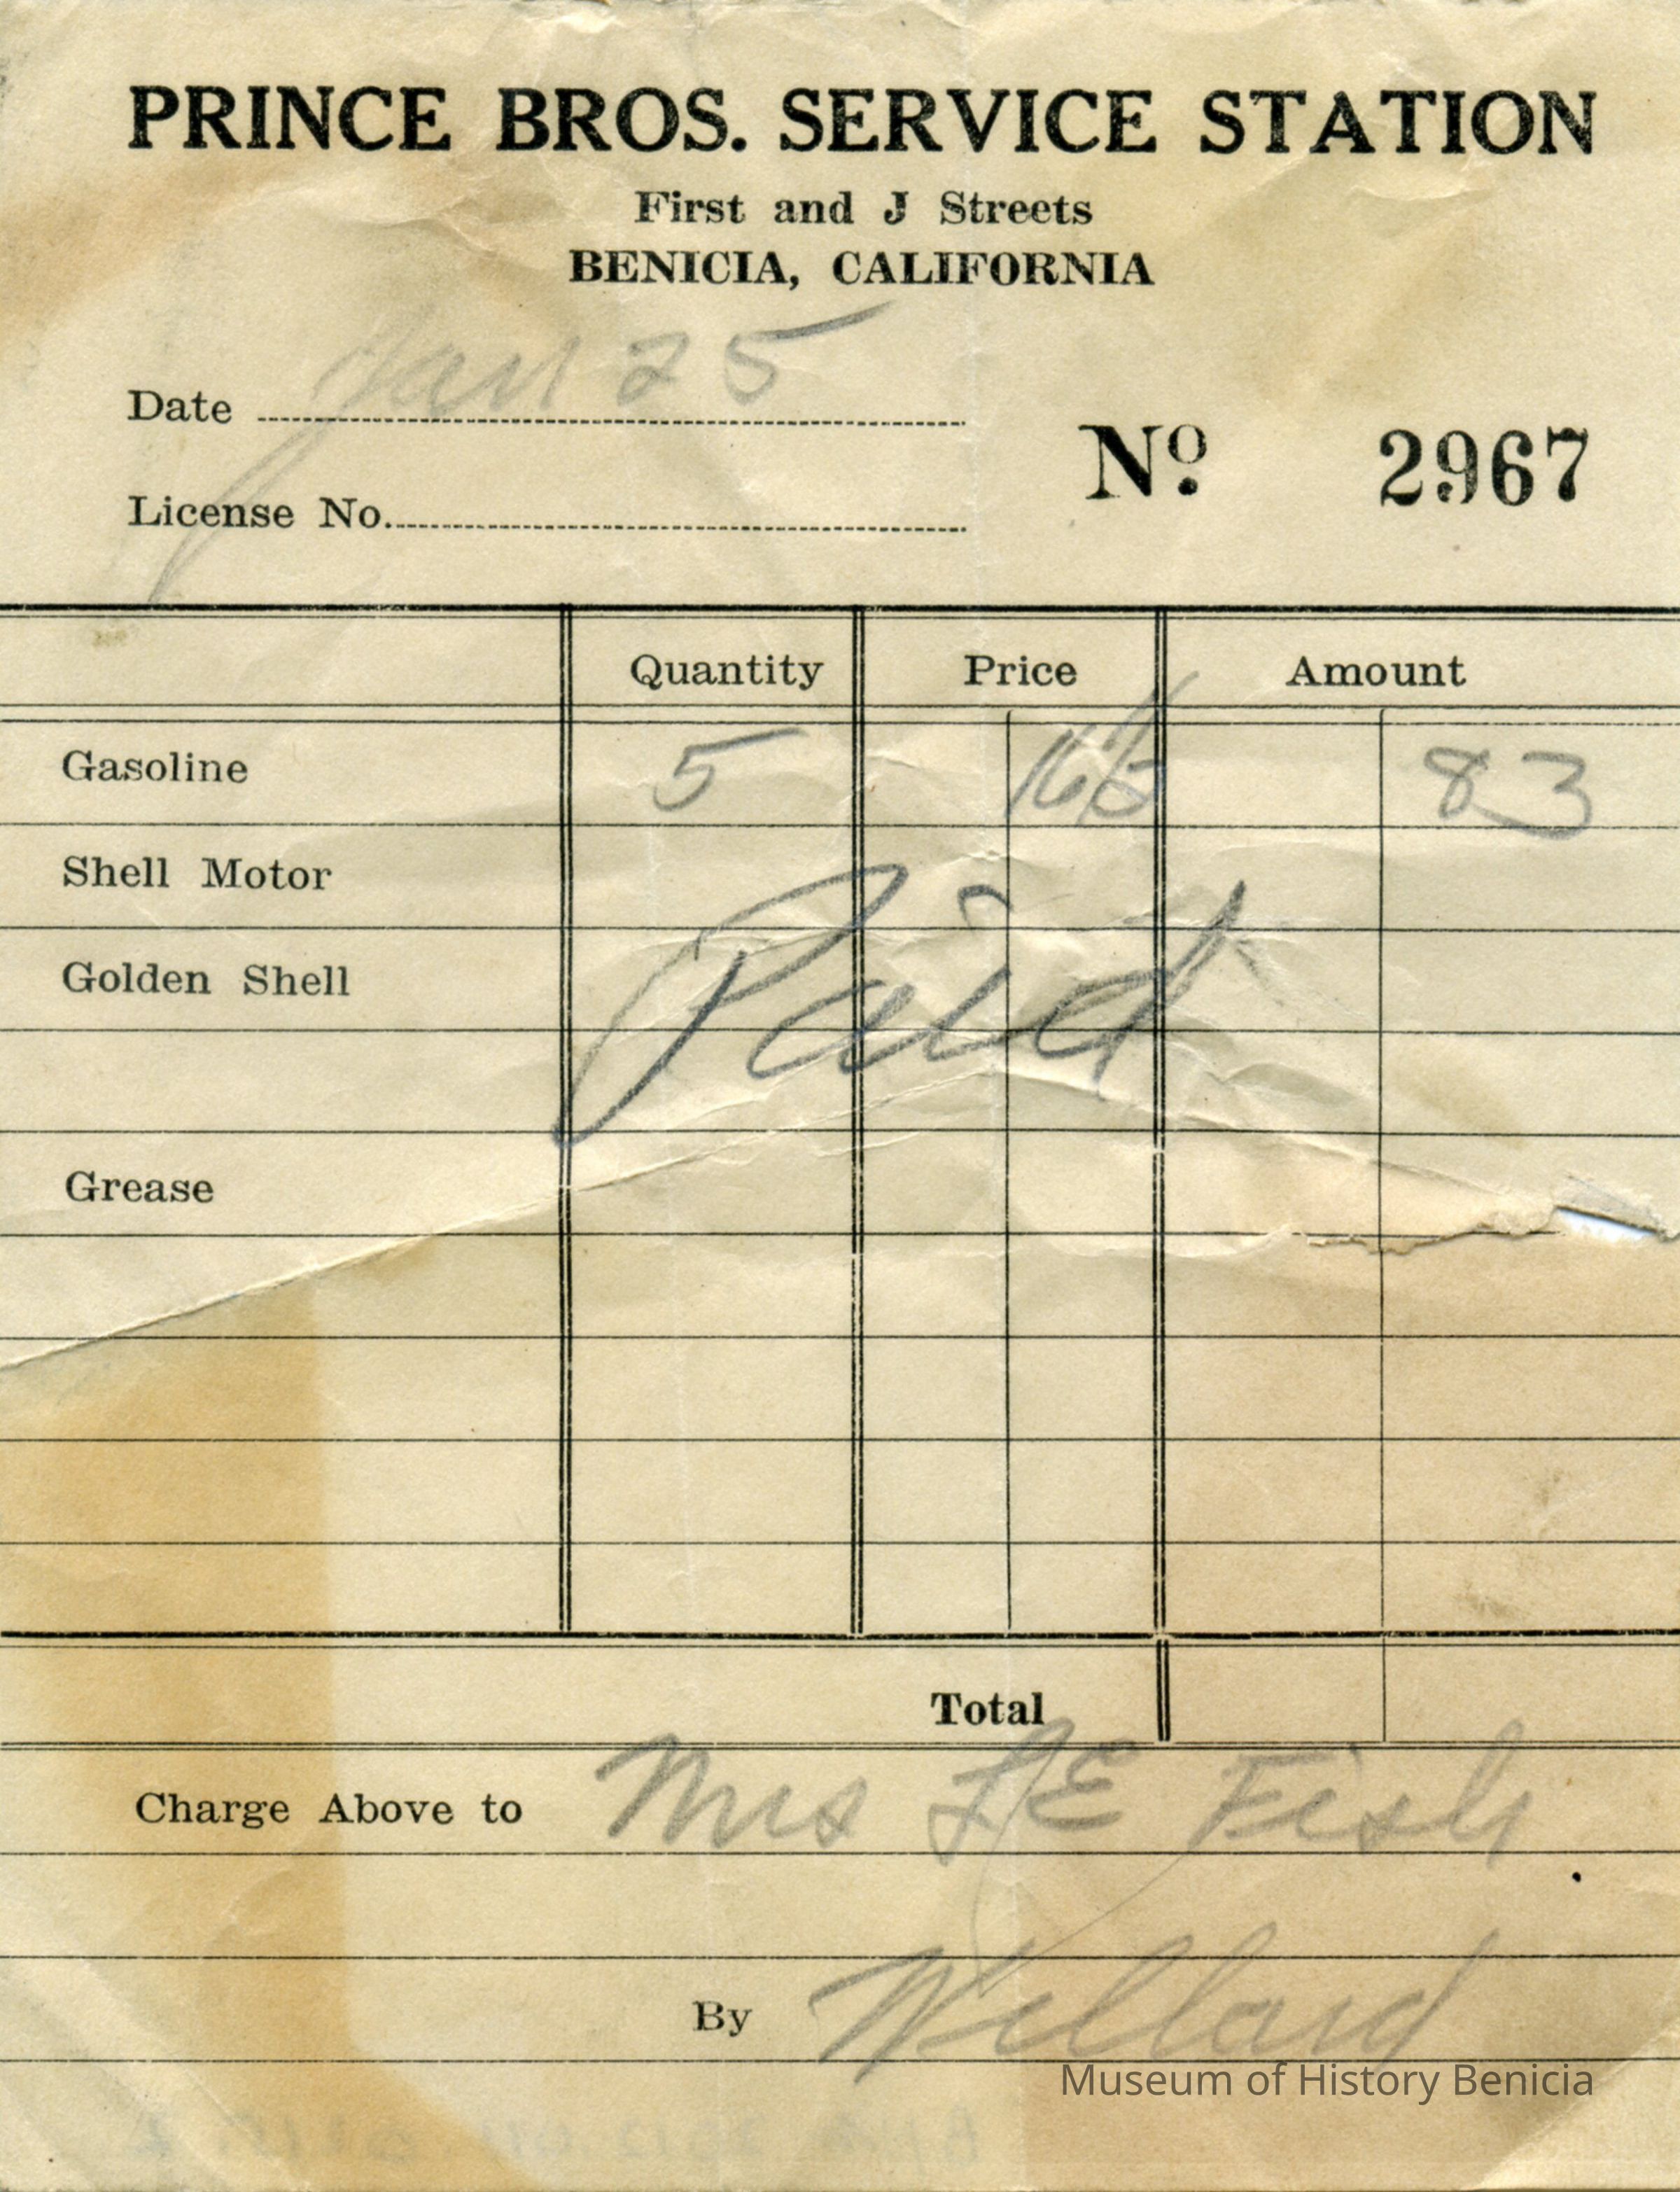 PRINCE BROS. SERVICE STATION
First and J Streets
BENICIA, CALIFORNIA
Date Jan 25
Nº 2967
License No.
Quantity Price Amount
Gasoline 5 83
Shell Motor
Paid
Golden Shell
Grease
Total
Charge Above to Mrs L E Fish
By Willard
Museum of History Benicia